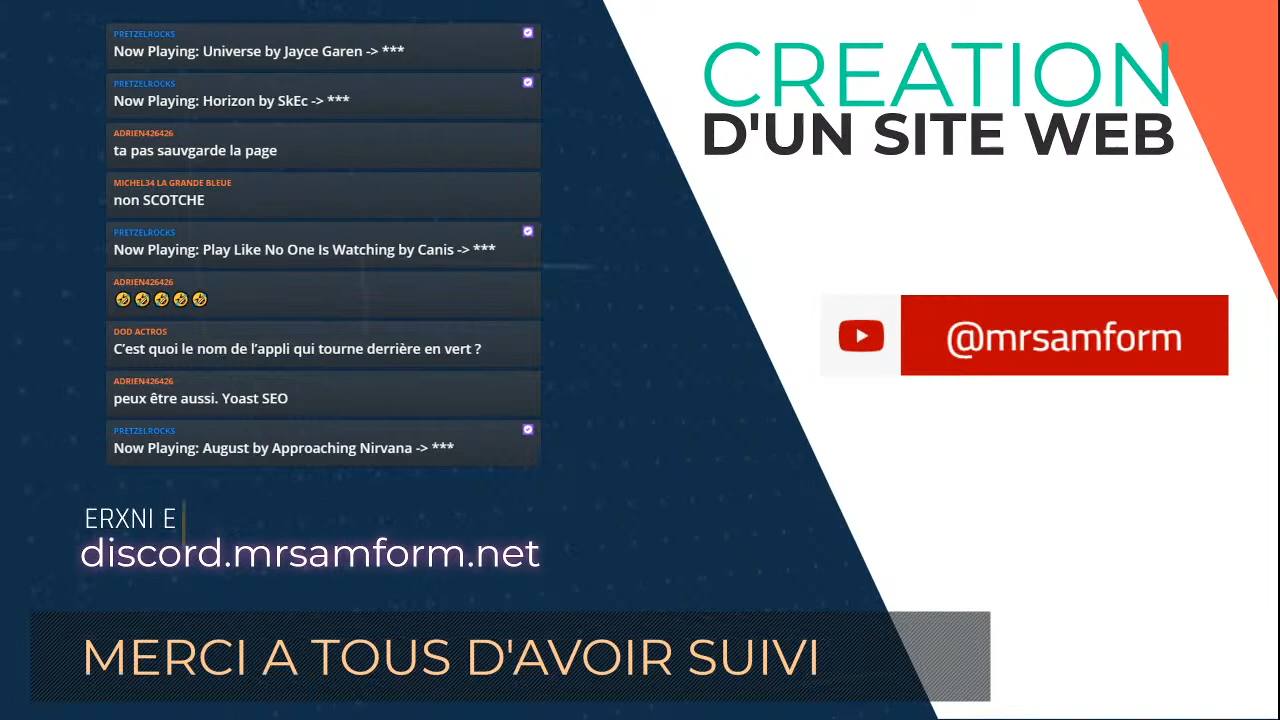 PRETZELROCKS
Now Playing: Universe by Jayce Garen -> ***
PRETZELROCKS
Now Playing: Horizon by SkEc -> ***
ADRIEN426426
ta pas sauvgarde la page
MICHEL34 LA GRANDE BLEUE
non SCOTCHE
PRETZELROCKS
Now Playing: Play Like No One Is Watching by Canis -> ***
ADRIEN426426
🤣🤣🤣🤣🤣
DOD ACTROS
C’est quoi le nom de l’appli qui tourne derrière en vert ?
ADRIEN426426
peux être aussi. Yoast SEO
PRETZELROCKS
Now Playing: August by Approaching Nirvana -> ***
ERXNI E
discord.mrsamform.net
MERCI A TOUS D'AVOIR SUIVI
CREATION
D'UN SITE WEB
@mrsamform